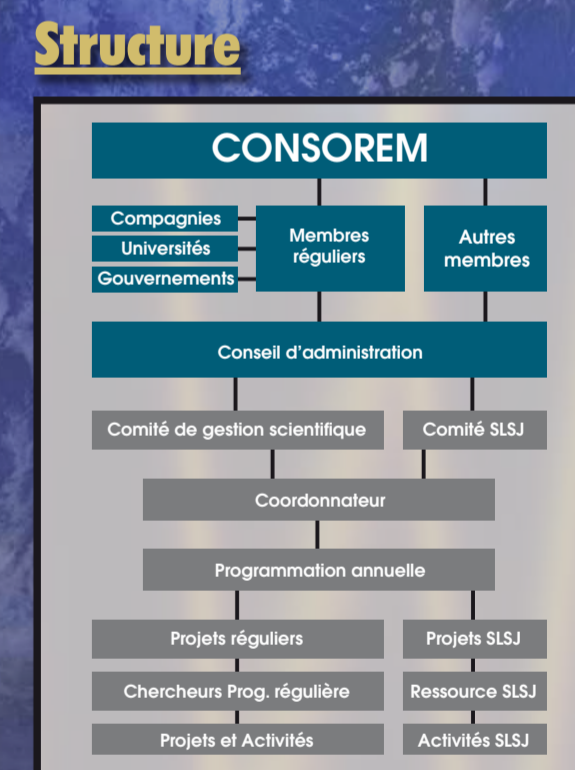 Structure
CONSOREM
Compagnies
Universités
Gouvernements
Membres
réguliers
Autres
membres
Conseil d'administration
Comité de gestion scientifique
Comité SLSJ
Coordonnateur
Programmation annuelle
Projets réguliers
Projets SLSJ
Chercheurs Prog. régulière
Ressource SLSJ
Projets et Activités
Activités SLSJ